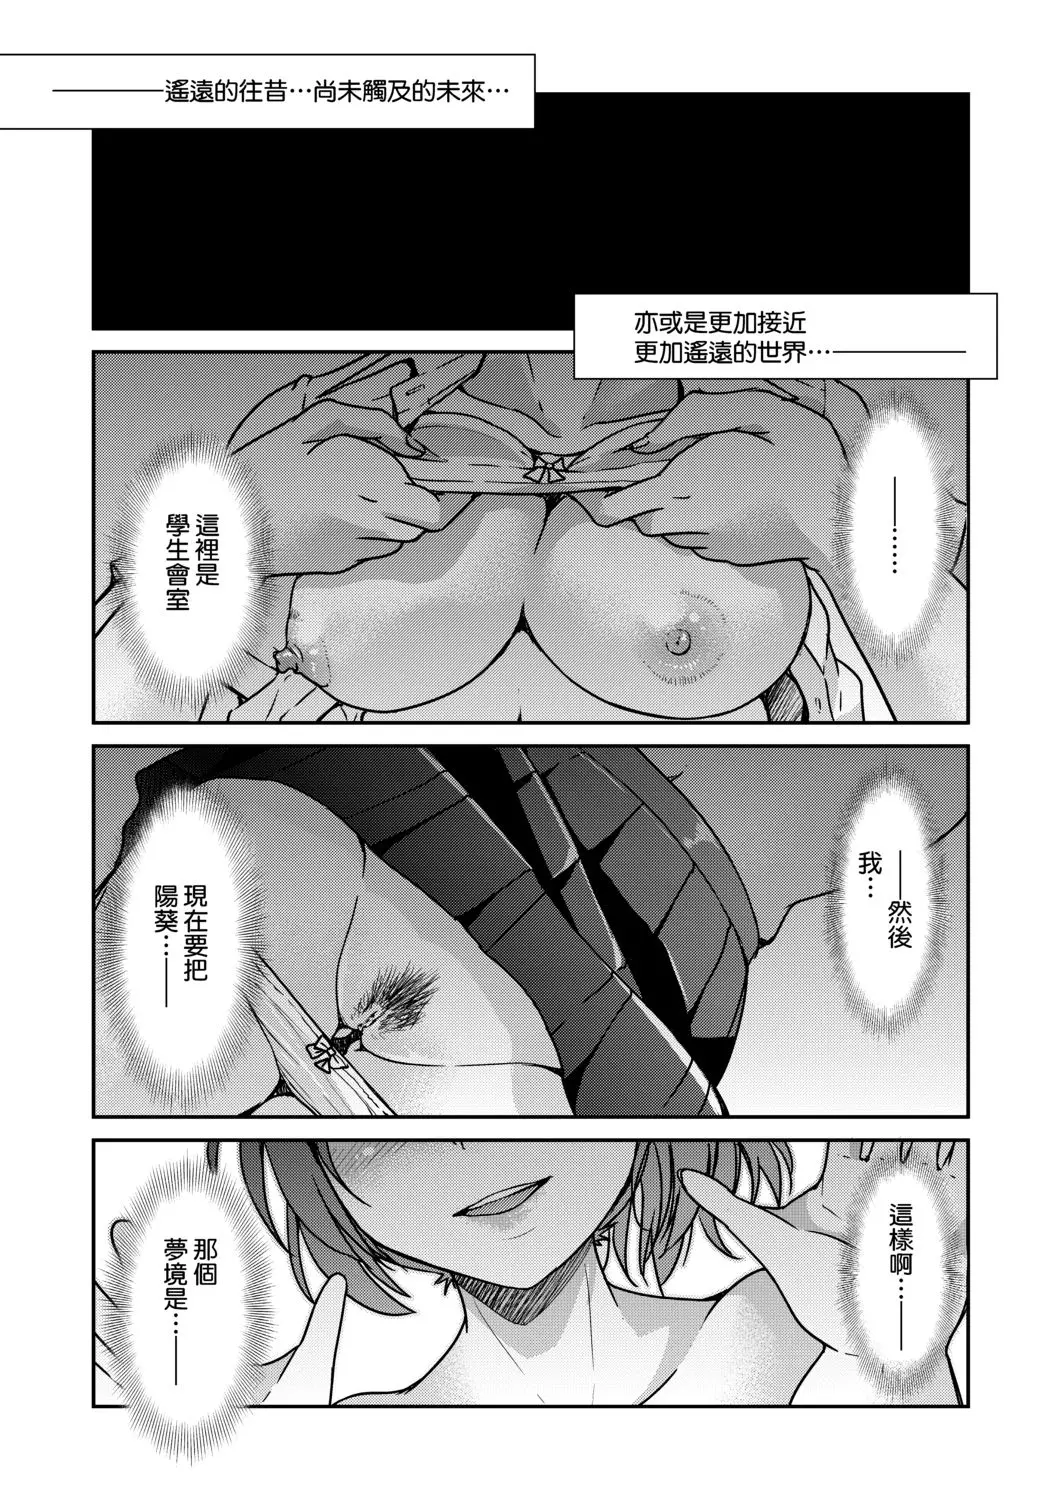 ————遙遠的往昔…尚未觸及的未來…
亦或是更加接近
更加遙遠的世界…————
——……
這裡是
學生會室
——然後
我…
現在要把
陽葵…——
這樣啊…——
那個
夢境是…——